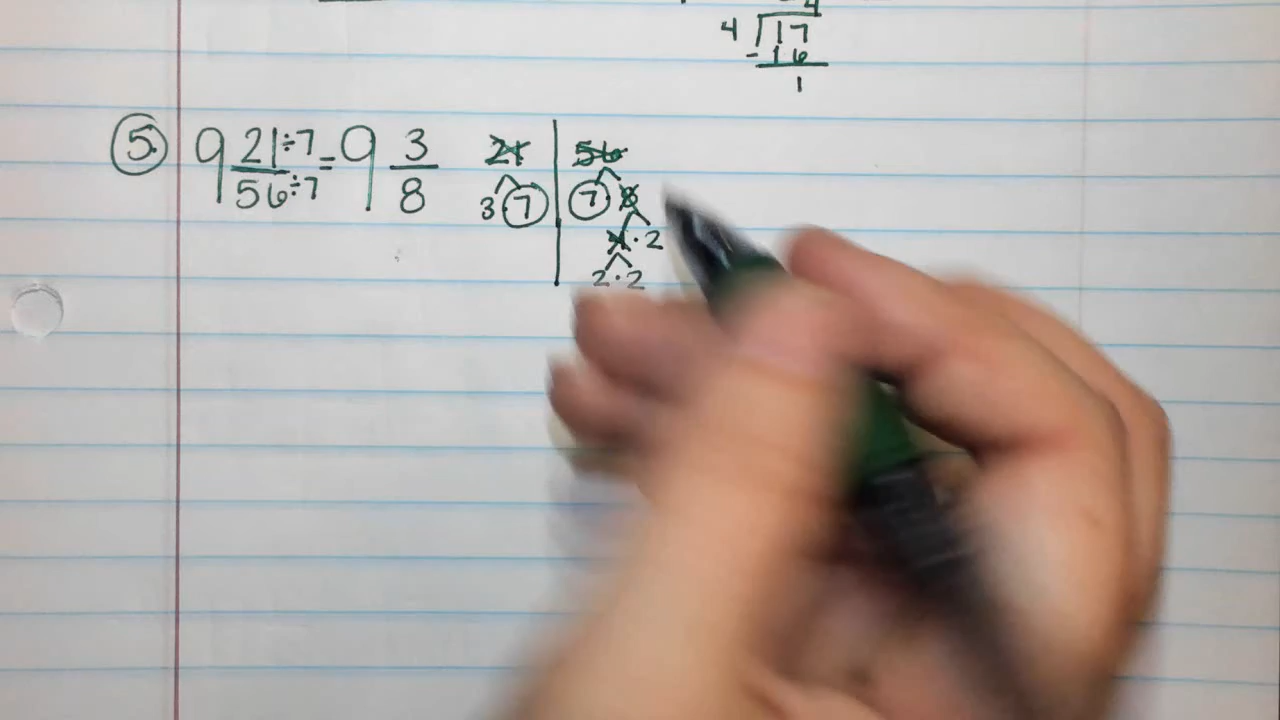 4
4 17
- 16
1
5. 9 21÷7/56÷7 = 9 3/8
21 | 56
3 7 | 7 8
4 · 2
2 · 2